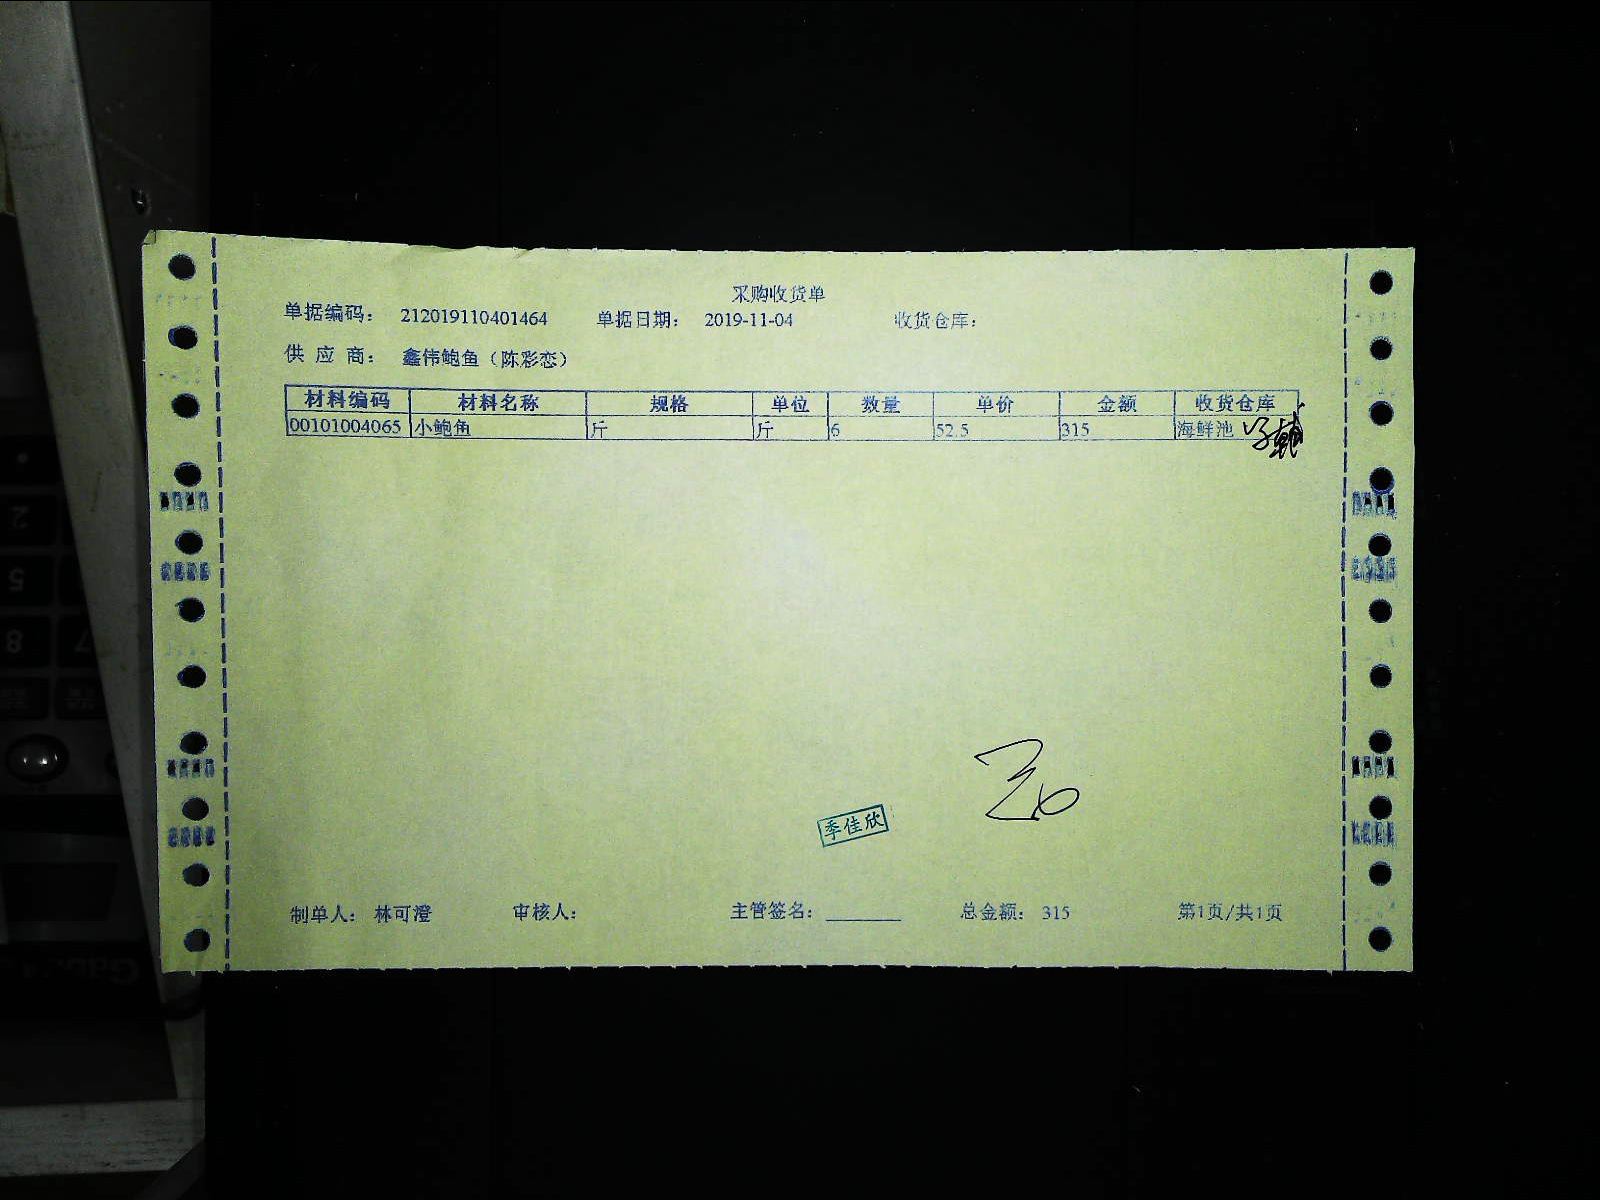 采购收货单
单据编码： 212019110401464 单据日期： 2019-11-04 收货仓库：
供 应 商： 鑫伟鲍鱼（陈彩恋）
材料编码 材料名称 规格 单位 数量 单价 金额 收货仓库
00101004065 小鲍鱼 斤 斤 6 52.5 315 海鲜池
季佳欣
制单人： 林可澄 审核人： 主管签名： 总金额： 315 第1页/共1页